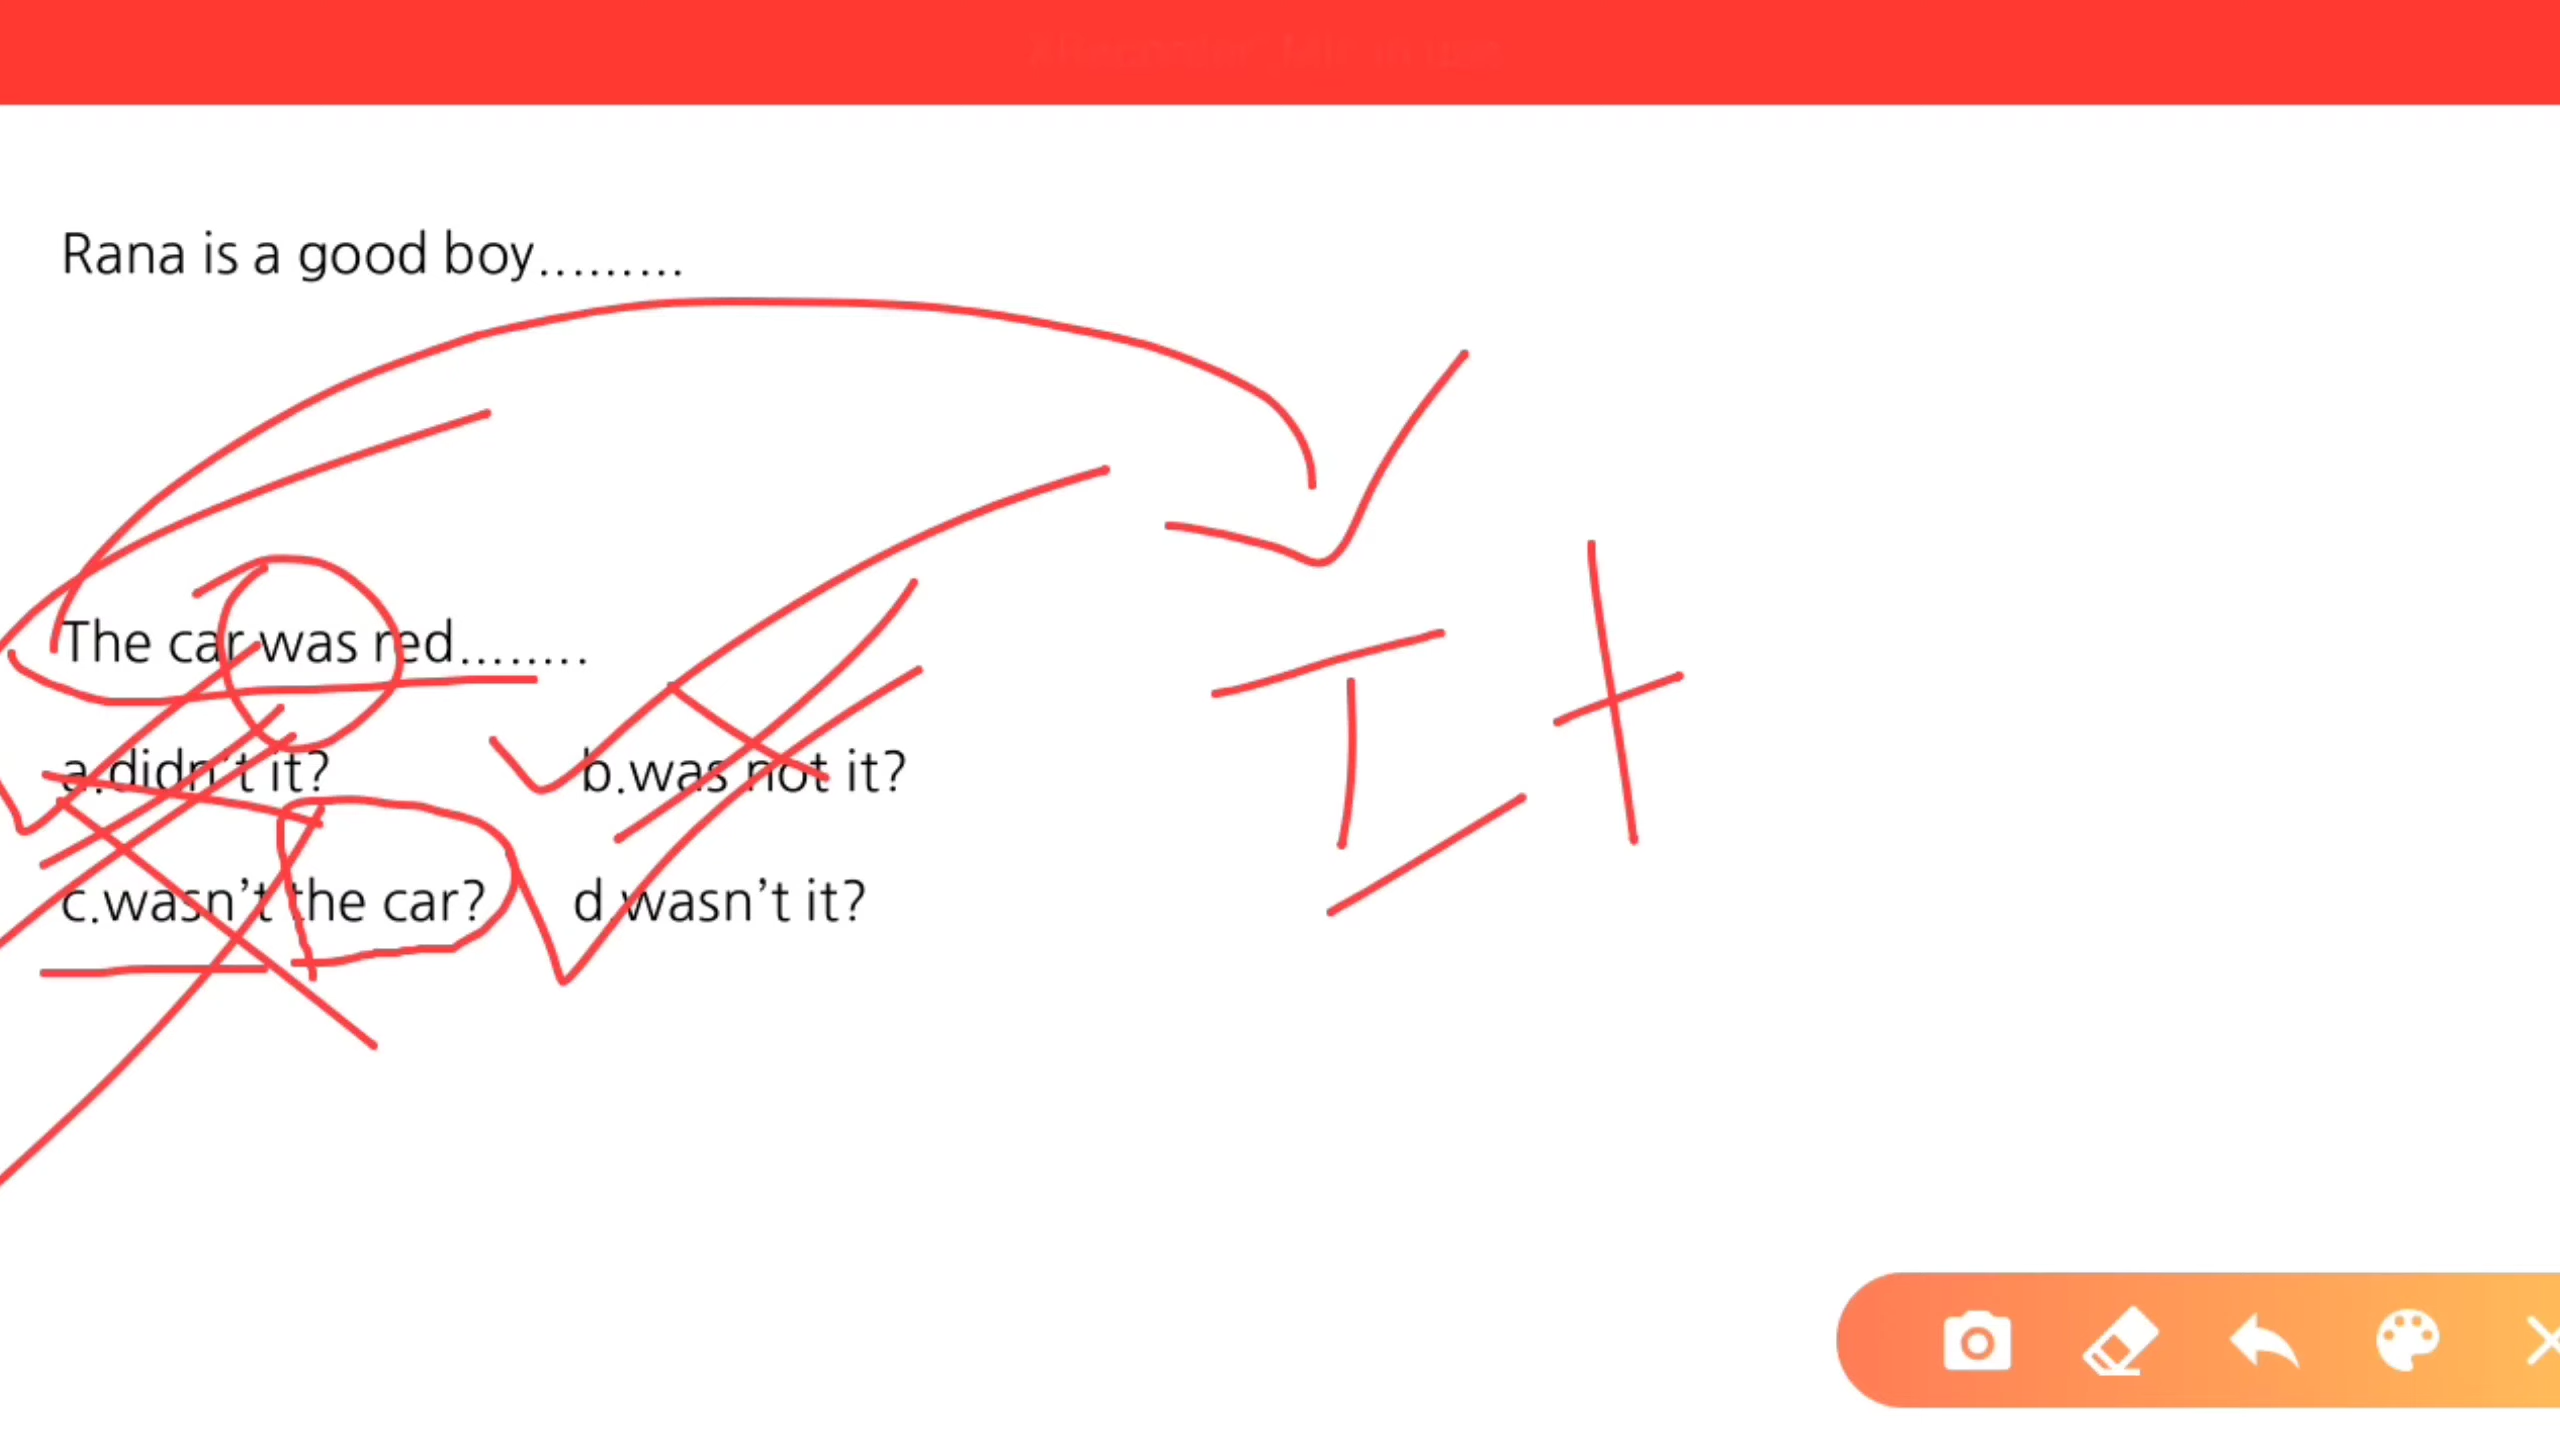 Rana is a good boy.........
The car was red........
a.didn't it? b.was not it?
c.wasn't the car? d.wasn't it?
It